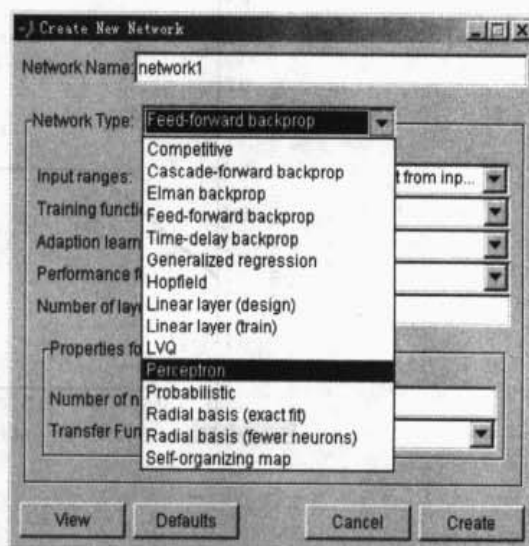 Create New Network
Network Name: network1
Network Type: Feed-forward backprop
Competitive
Cascade-forward backprop
Elman backprop
Feed-forward backprop
Time-delay backprop
Generalized regression
Hopfield
Linear layer (design)
Linear layer (train)
LVQ
Perceptron
Probabilistic
Radial basis (exact fit)
Radial basis (fewer neurons)
Self-organizing map
Input ranges: t from inp...
Training functi
Adaption learn
Performance f
Number of lay
Properties fo
Number of n
Transfer Fun
View Defaults Cancel Create